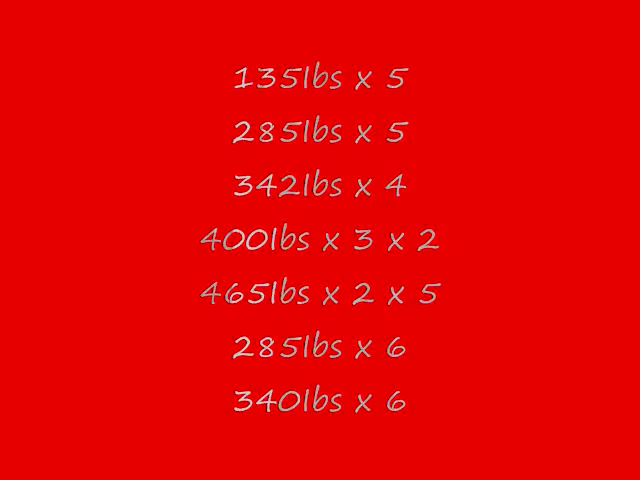 135lbs x 5
285lbs x 5
342lbs x 4
400lbs x 3 x 2
465lbs x 2 x 5
285lbs x 6
340lbs x 6